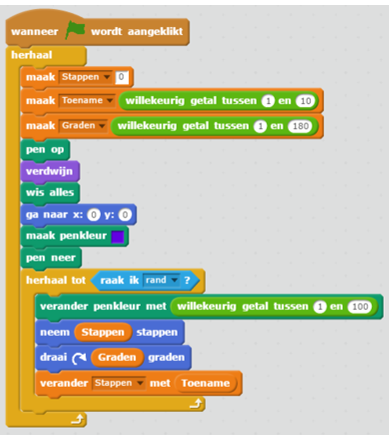 wanneer wordt aangeklikt
herhaal
maak Stappen 0
maak Toename willekeurig getal tussen 1 en 10
maak Graden willekeurig getal tussen 1 en 180
pen op
verdwijn
wis alles
ga naar x: 0 y: 0
maak penkleur
pen neer
herhaal tot raak ik rand ?
verander penkleur met willekeurig getal tussen 1 en 100
neem Stappen stappen
draai Graden graden
verander Stappen met Toename